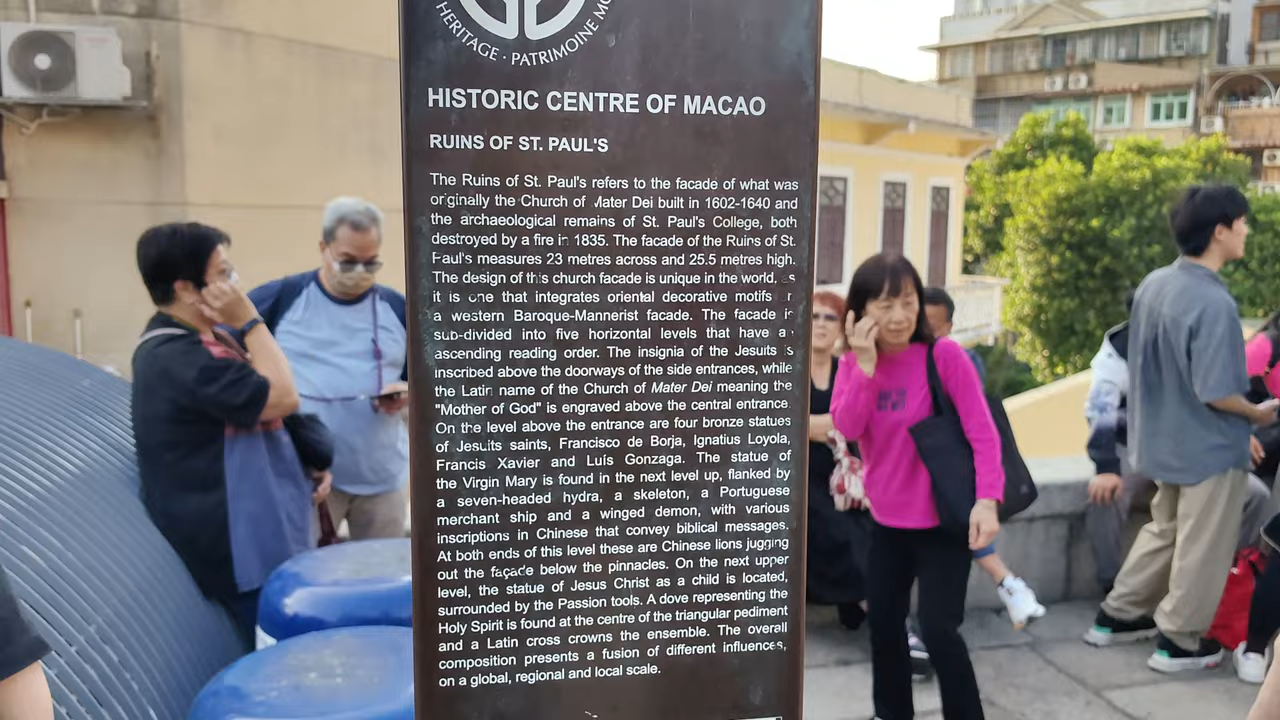 HERITAGE · PATRIMOINE MO
HISTORIC CENTRE OF MACAO
RUINS OF ST. PAUL'S
The Ruins of St. Paul's refers to the facade of what was
originally the Church of Mater Dei built in 1602-1640 and
the archaeological remains of St. Paul's College, both
destroyed by a fire in 1835. The facade of the Ruins of St.
Paul's measures 23 metres across and 25.5 metres high.
The design of this church facade is unique in the world, as
it is one that integrates oriental decorative motifs in
a western Baroque-Mannerist facade. The facade is
sub-divided into five horizontal levels that have a
ascending reading order. The insignia of the Jesuits is
inscribed above the doorways of the side entrances, while
the Latin name of the Church of Mater Dei meaning the
"Mother of God" is engraved above the central entrance.
On the level above the entrance are four bronze statues
of Jesuits saints, Francisco de Borja, Ignatius Loyola,
Francis Xavier and Luís Gonzaga. The statue of
the Virgin Mary is found in the next level up, flanked by
a seven-headed hydra, a skeleton, a Portuguese
merchant ship and a winged demon, with various
inscriptions in Chinese that convey biblical messages.
At both ends of this level these are Chinese lions jugging
out the façade below the pinnacles. On the next upper
level, the statue of Jesus Christ as a child is located,
surrounded by the Passion tools. A dove representing the
Holy Spirit is found at the centre of the triangular pediment
and a Latin cross crowns the ensemble. The overall
composition presents a fusion of different influences,
on a global, regional and local scale.